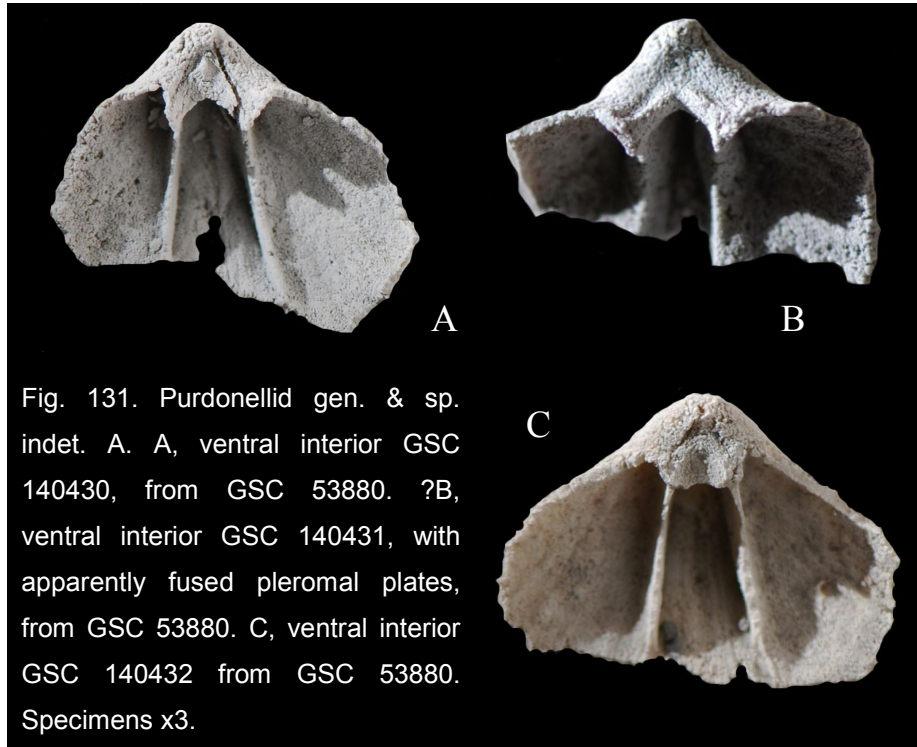 A
B
Fig. 131. Purdonellid gen. & sp.
indet. A. A, ventral interior GSC
140430, from GSC 53880. ?B,
ventral interior GSC 140431, with
apparently fused pleromal plates,
from GSC 53880. C, ventral interior
GSC 140432 from GSC 53880.
Specimens x3.
C